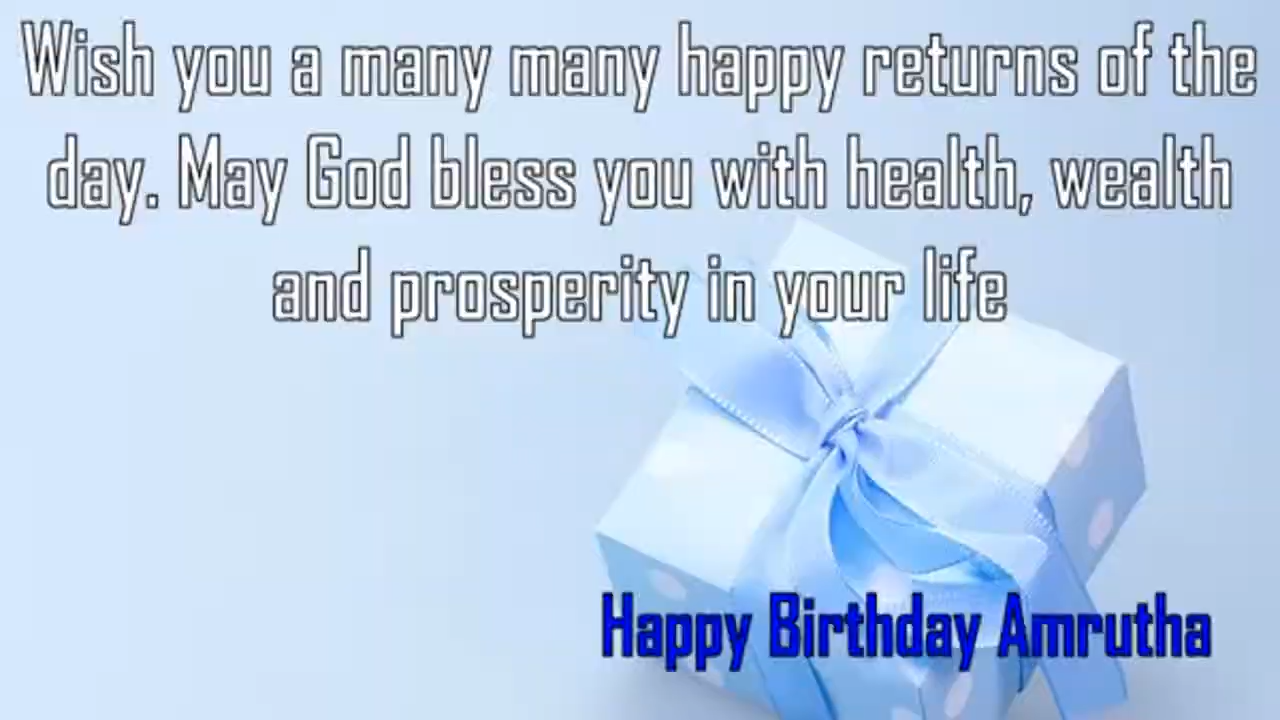 Wish you a many many happy returns of the
day. May God bless you with health, wealth
and prosperity in your life
Happy Birthday Amrutha